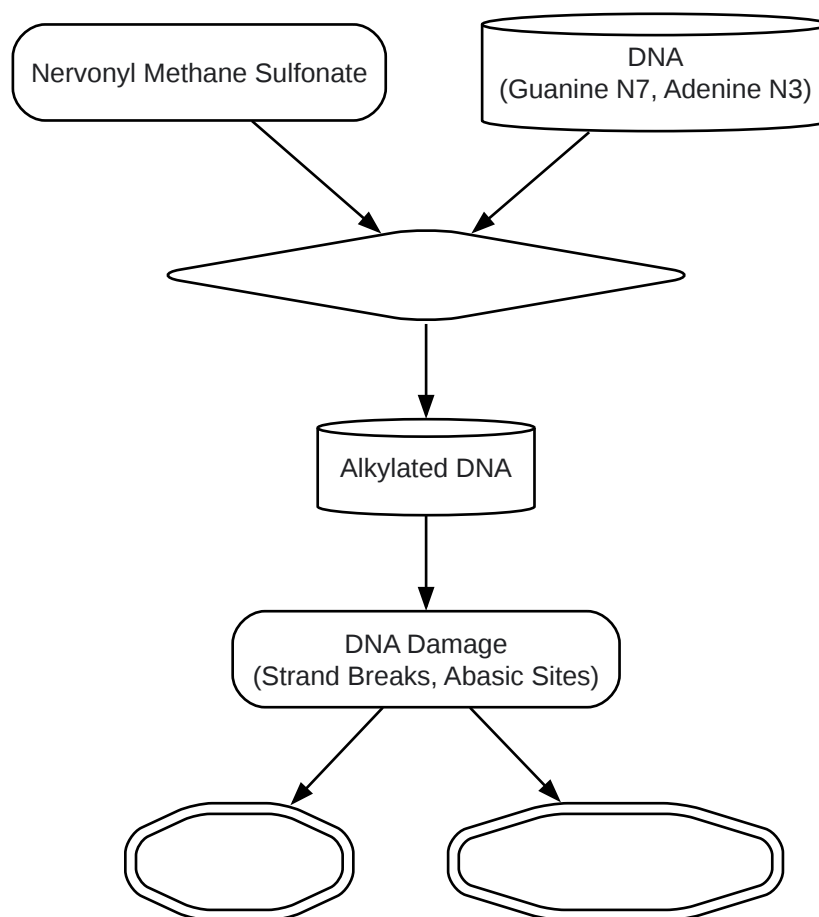 Nervonyl Methane Sulfonate
DNA
(Guanine N7, Adenine N3)
Alkylated DNA
DNA Damage
(Strand Breaks, Abasic Sites)